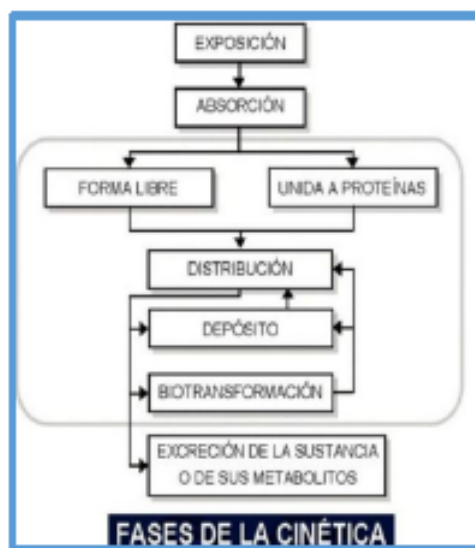 EXPOSICIÓN
ABSORCIÓN
FORMA LIBRE
UNIDA A PROTEÍNAS
DISTRIBUCIÓN
DEPÓSITO
BIOTRANSFORMACIÓN
EXCRECIÓN DE LA SUSTANCIA
O DE SUS METABOLITOS
FASES DE LA CINÉTICA